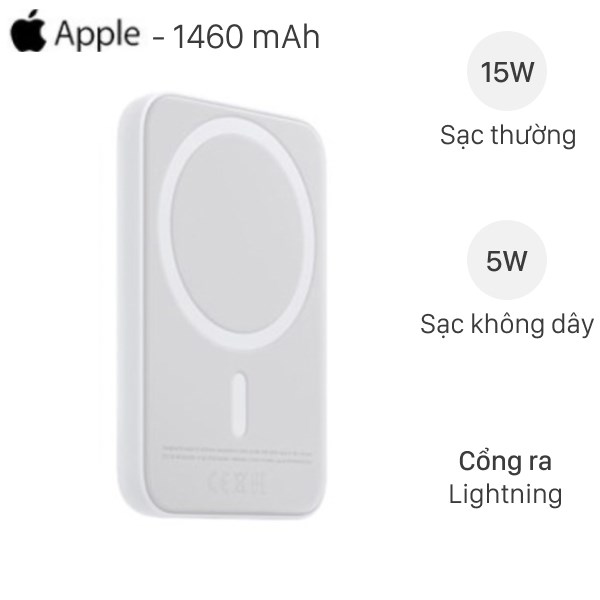 Apple - 1460 mAh
15W
Sạc thường
5W
Sạc không dây
Cổng ra
Lightning